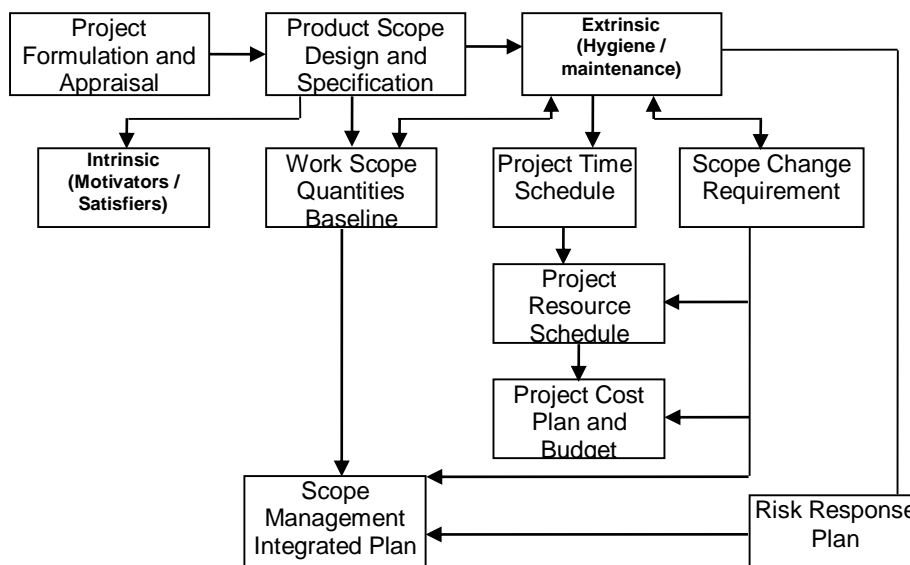 Project
Formulation and
Appraisal
Product Scope
Design and
Specification
Extrinsic
(Hygiene /
maintenance)
Intrinsic
(Motivators /
Satisfiers)
Work Scope
Quantities
Baseline
Project Time
Schedule
Scope Change
Requirement
Project
Resource
Schedule
Project Cost
Plan and
Budget
Scope
Management
Integrated Plan
Risk Response
Plan